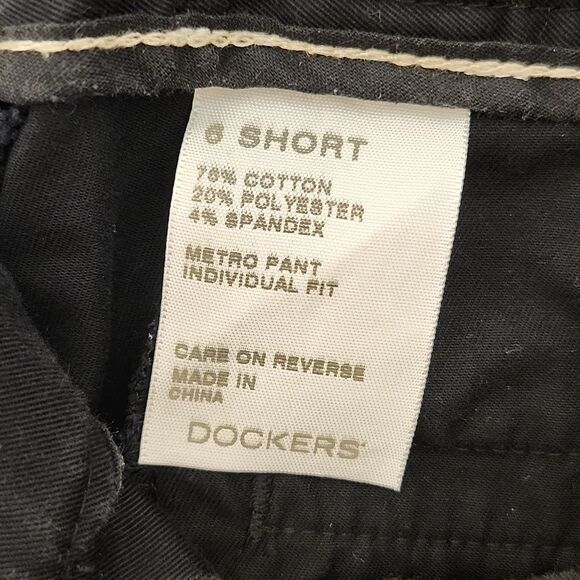 6 SHORT
76% COTTON
20% POLYESTER
4% SPANDEX
METRO PANT
INDIVIDUAL FIT
CARE ON REVERSE
MADE IN
CHINA
DOCKERS